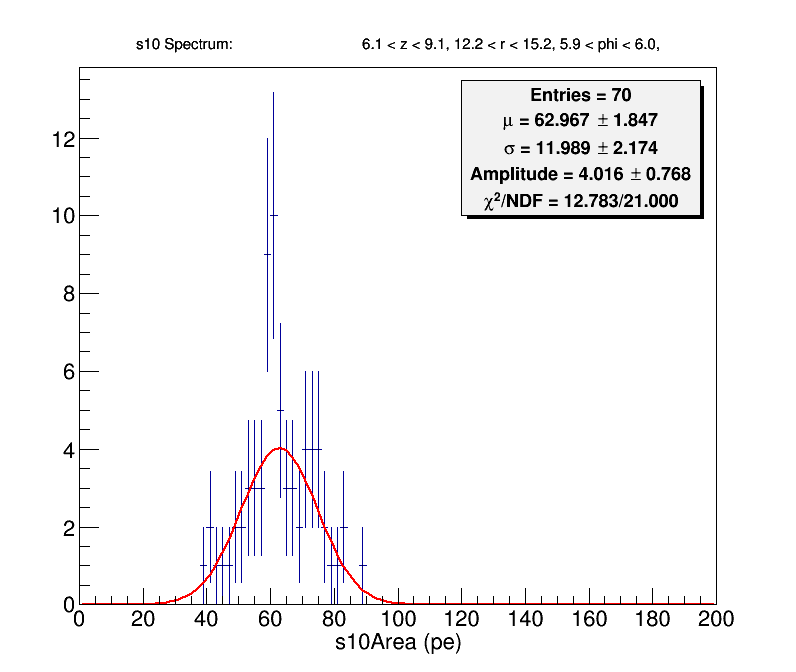 s10 Spectrum: 6.1 < z < 9.1, 12.2 < r < 15.2, 5.9 < phi < 6.0,
Entries = 70
μ = 62.967 ± 1.847
σ = 11.989 ± 2.174
Amplitude = 4.016 ± 0.768
χ²/NDF = 12.783/21.000
12
10
8
6
4
2
0
0 20 40 60 80 100 120 140 160 180 200
s10Area (pe)